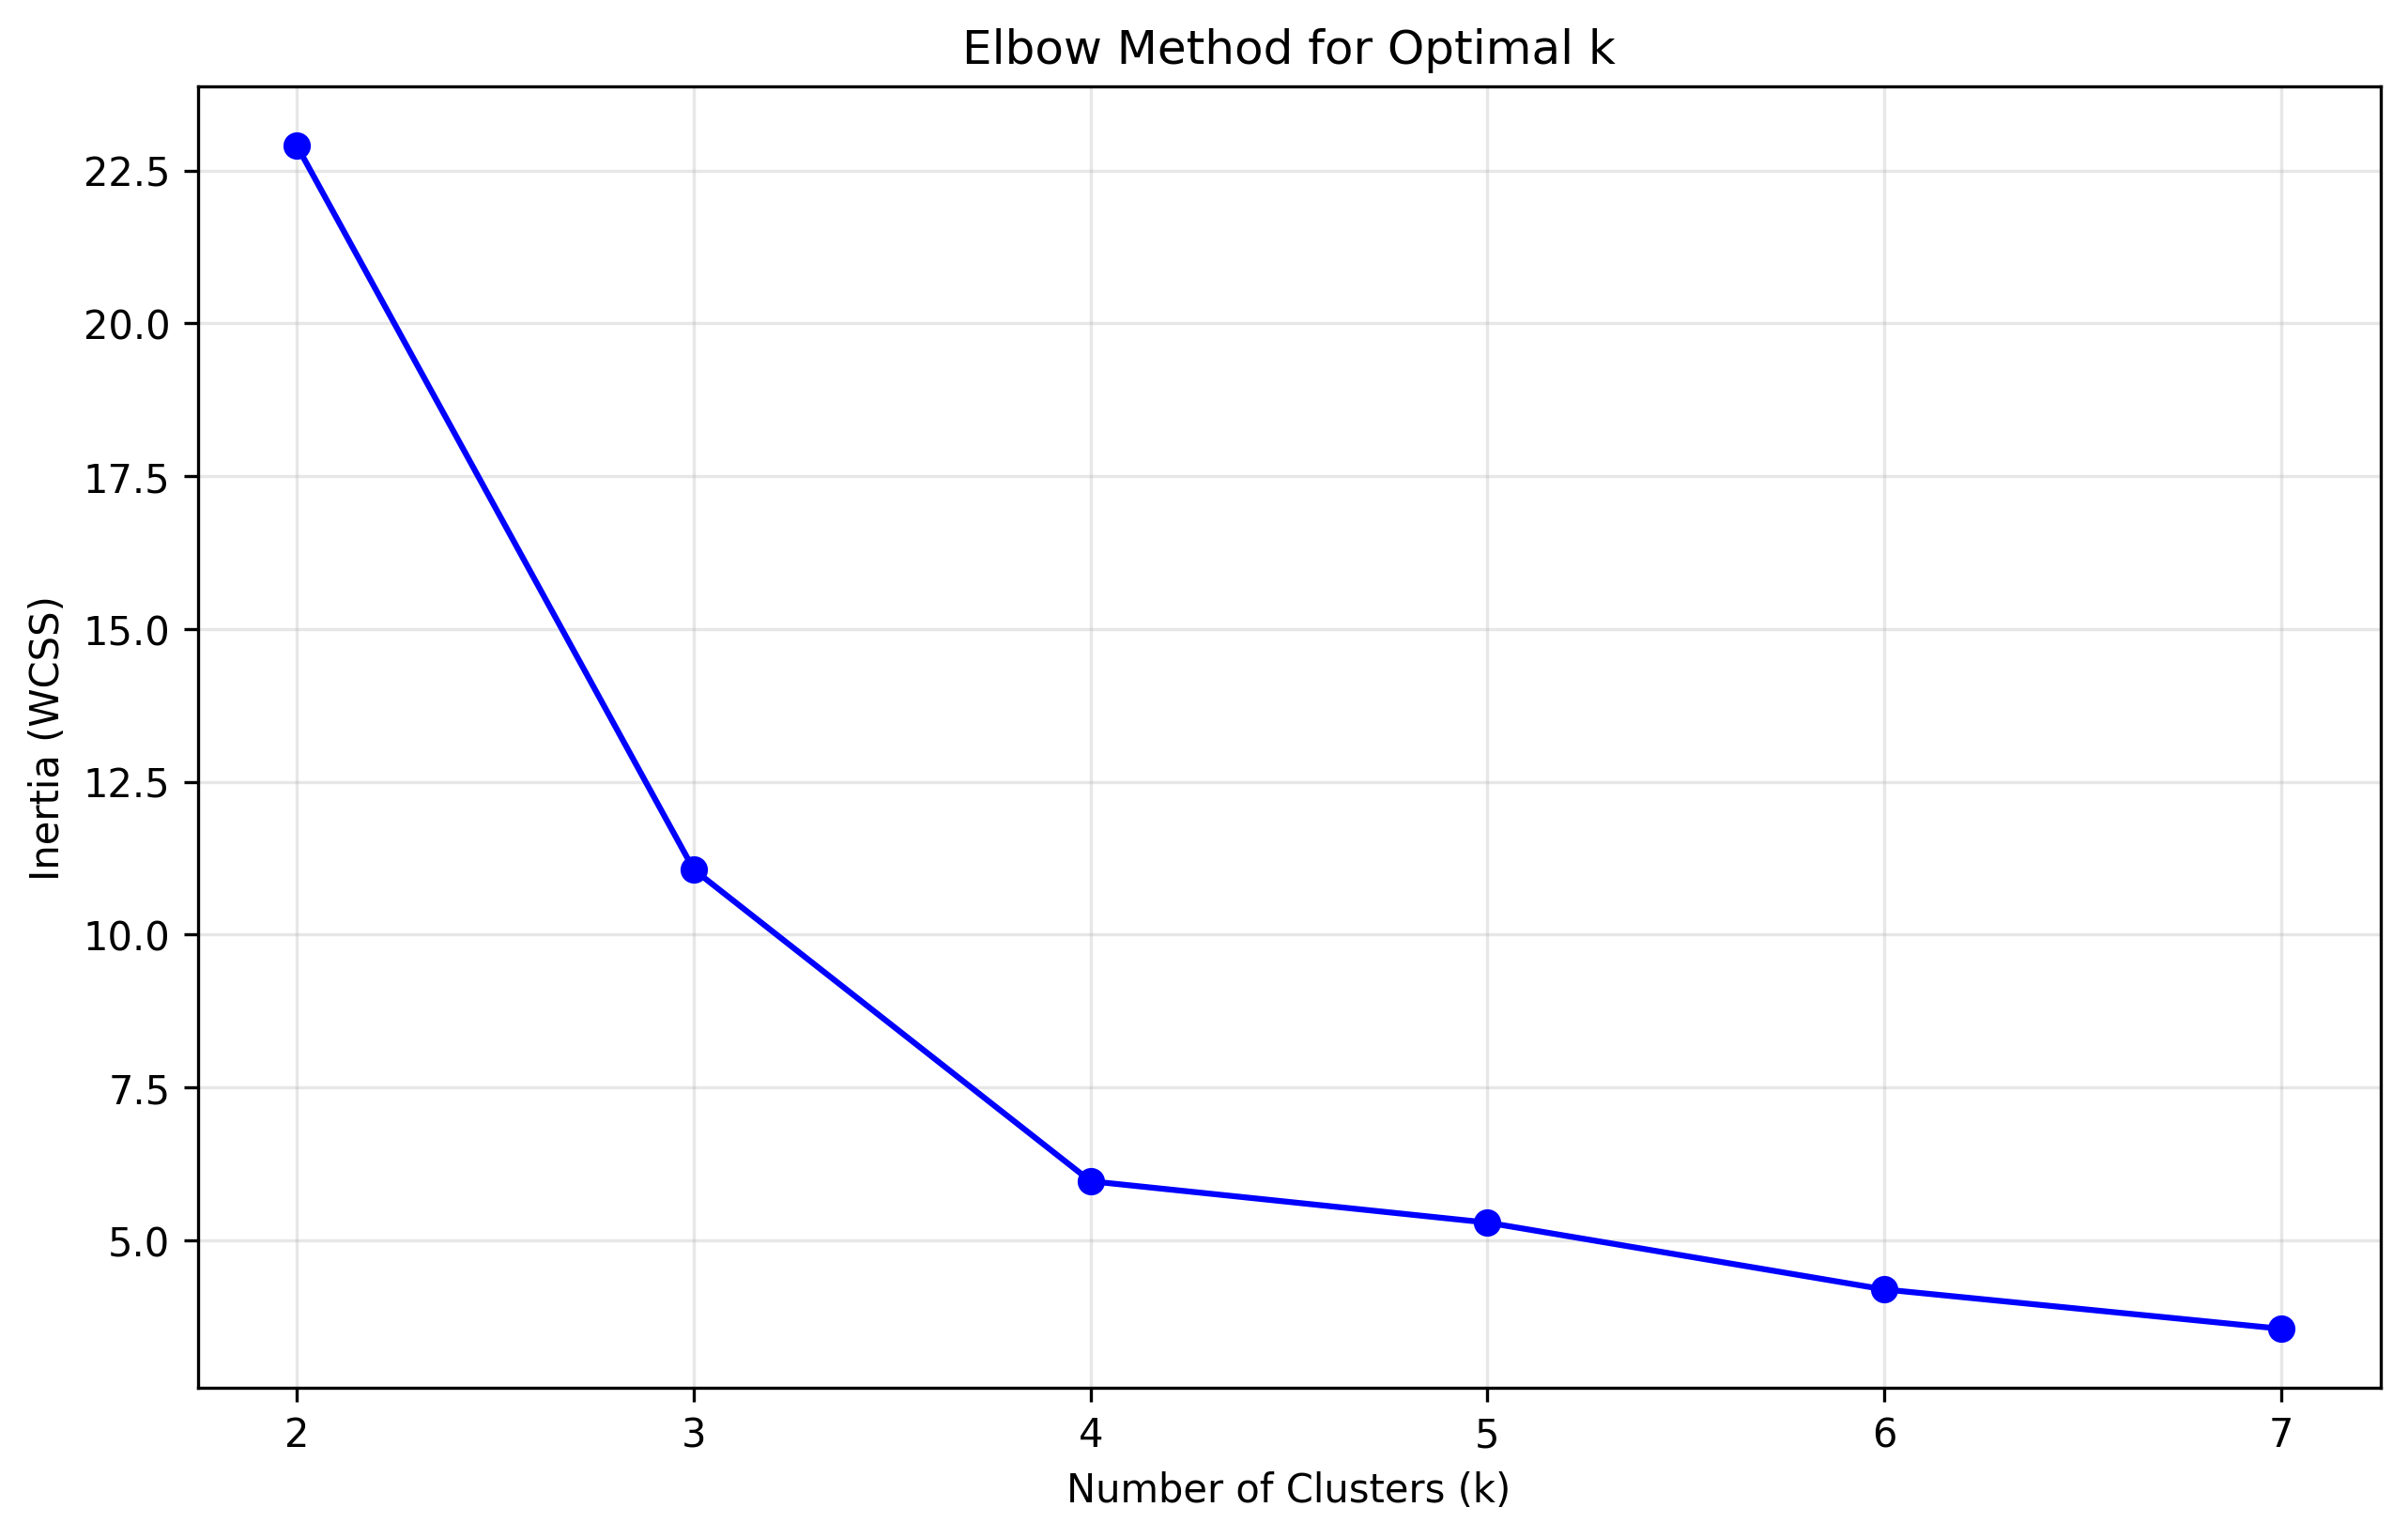 Elbow Method for Optimal k
Inertia (WCSS)
22.5
20.0
17.5
15.0
12.5
10.0
7.5
5.0
2 3 4 5 6 7
Number of Clusters (k)